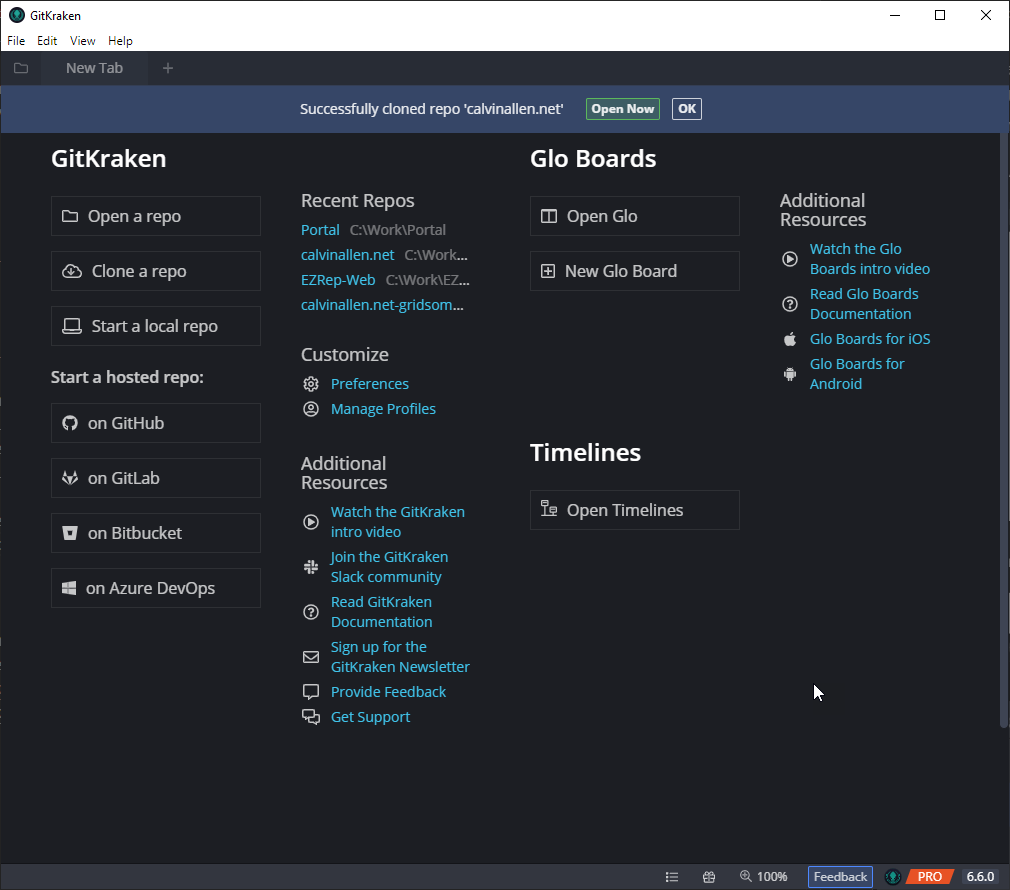 GitKraken
File Edit View Help
New Tab
Successfully cloned repo 'calvinallen.net' Open Now OK
GitKraken
Open a repo
Clone a repo
Start a local repo
Start a hosted repo:
on GitHub
on GitLab
on Bitbucket
on Azure DevOps
Recent Repos
Portal C:\Work\Portal
calvinallen.net C:\Work...
EZRep-Web C:\Work\EZ...
calvinallen.net-gridsom...
Customize
Preferences
Manage Profiles
Additional
Resources
Watch the GitKraken
intro video
Join the GitKraken
Slack community
Read GitKraken
Documentation
Sign up for the
GitKraken Newsletter
Provide Feedback
Get Support
Glo Boards
Open Glo
New Glo Board
Additional
Resources
Watch the Glo
Boards intro video
Read Glo Boards
Documentation
Glo Boards for iOS
Glo Boards for
Android
Timelines
Open Timelines
100% Feedback PRO 6.6.0